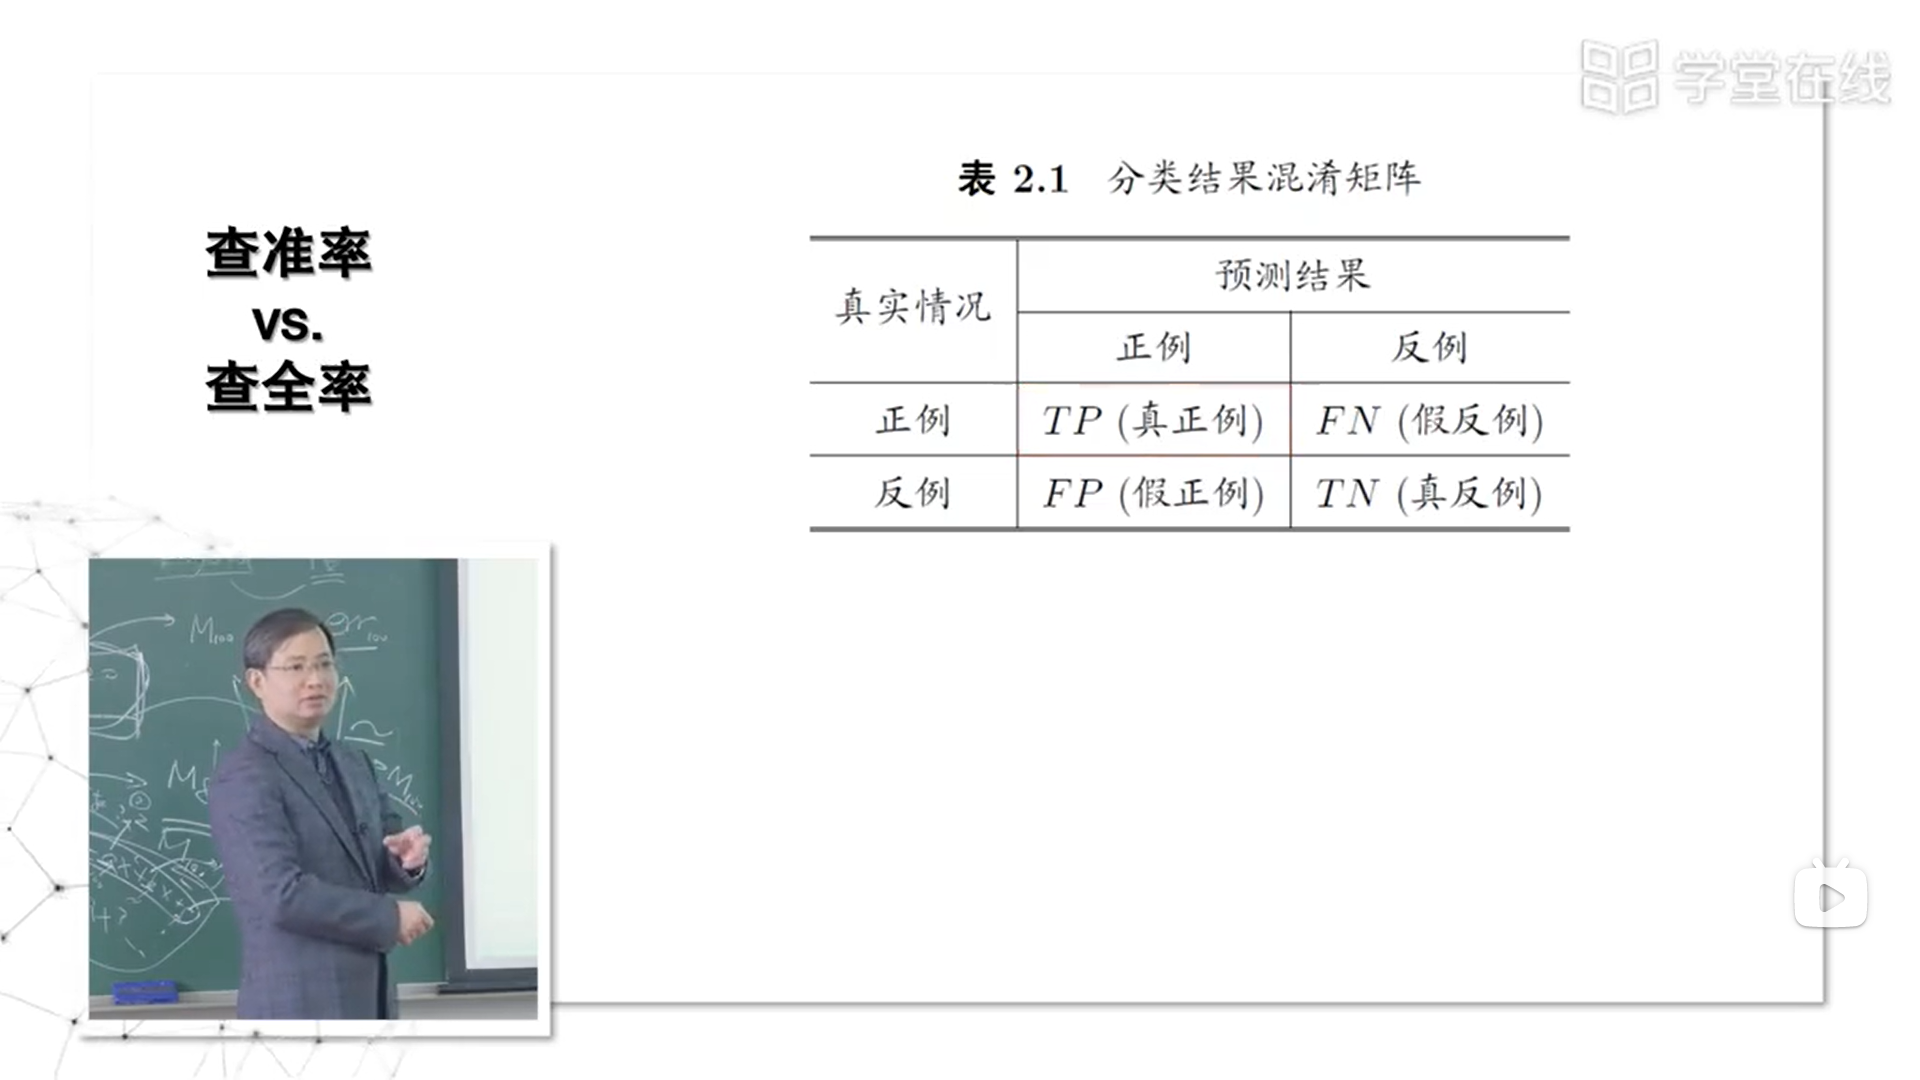 学堂在线
查准率
vs.
查全率
表 2.1 分类结果混淆矩阵
真实情况 预测结果
正例 反例
正例 TP (真正例) FN (假反例)
反例 FP (假正例) TN (真反例)
M100 err100